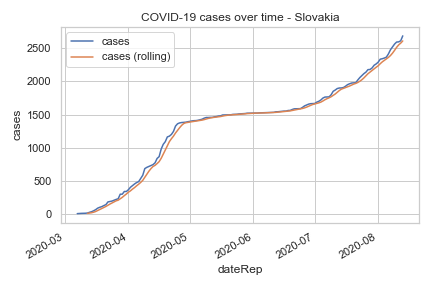 COVID-19 cases over time - Slovakia
cases
cases (rolling)
2500
2000
1500
1000
500
0
cases
2020-03
2020-04
2020-05
2020-06
2020-07
2020-08
dateRep